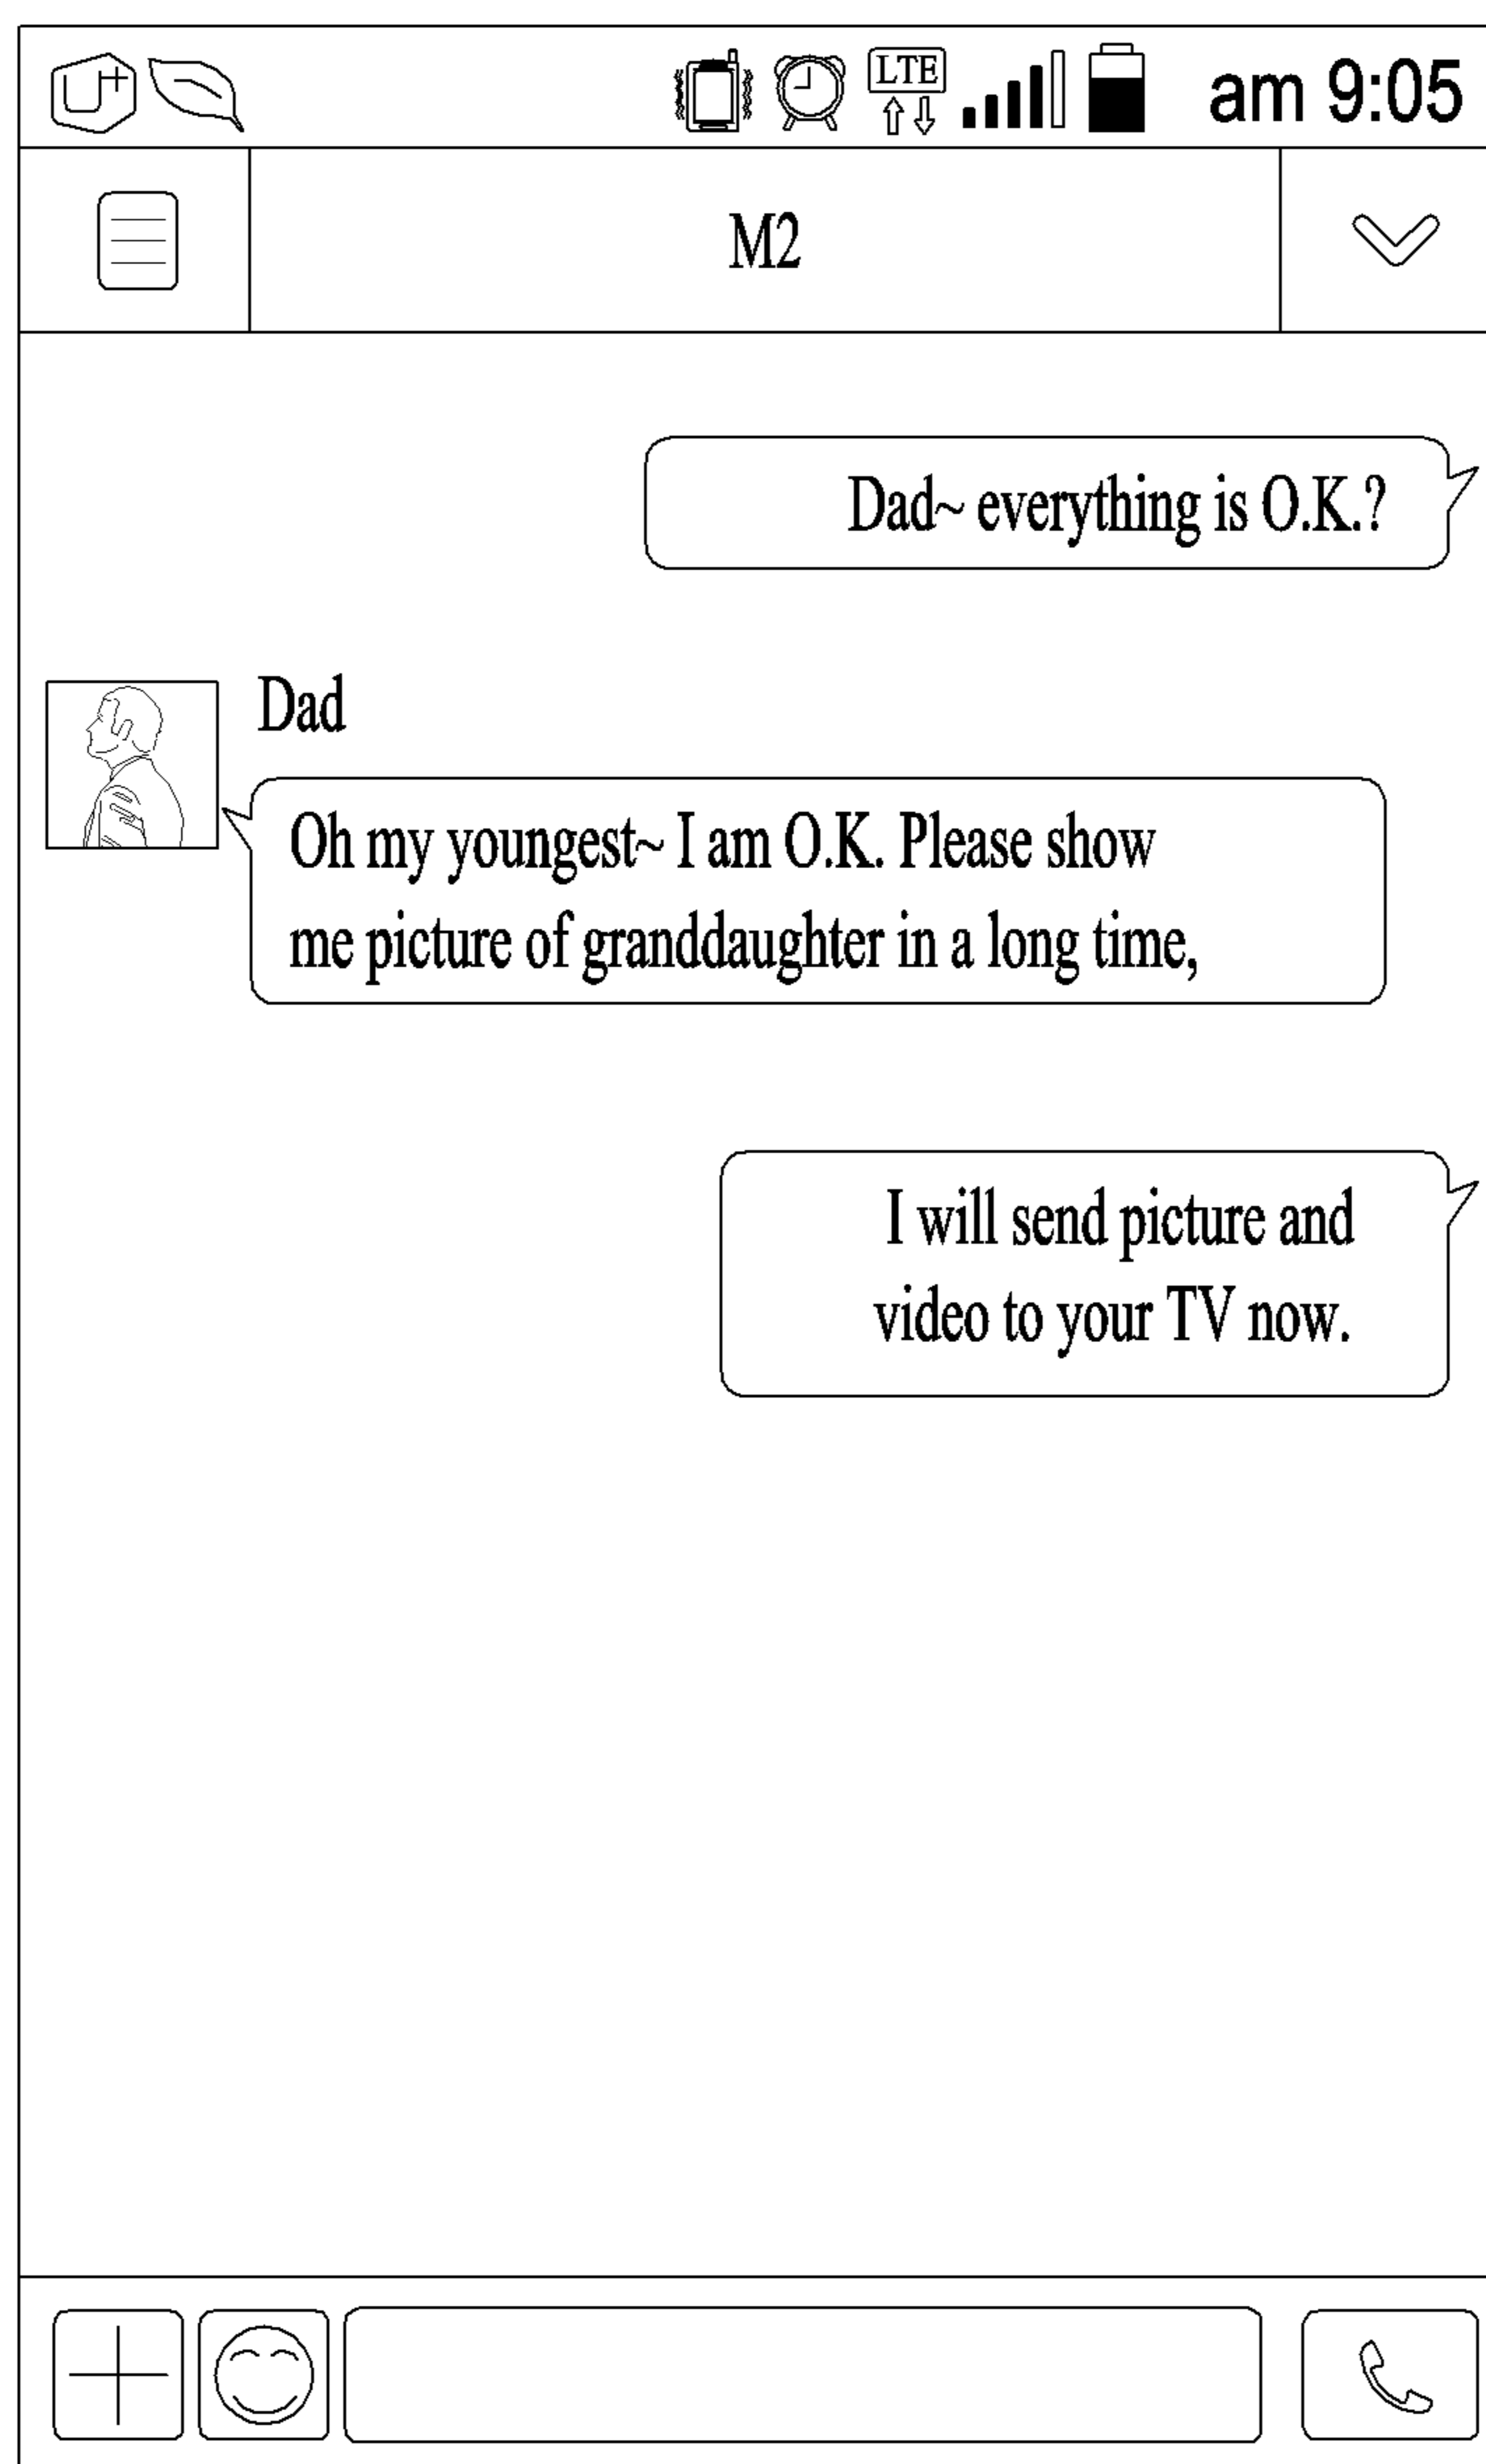 U+
LTE
am 9:05
M2
Dad~ everything is O.K.?
Dad
Oh my youngest~ I am O.K. Please show
me picture of granddaughter in a long time,
I will send picture and
video to your TV now.